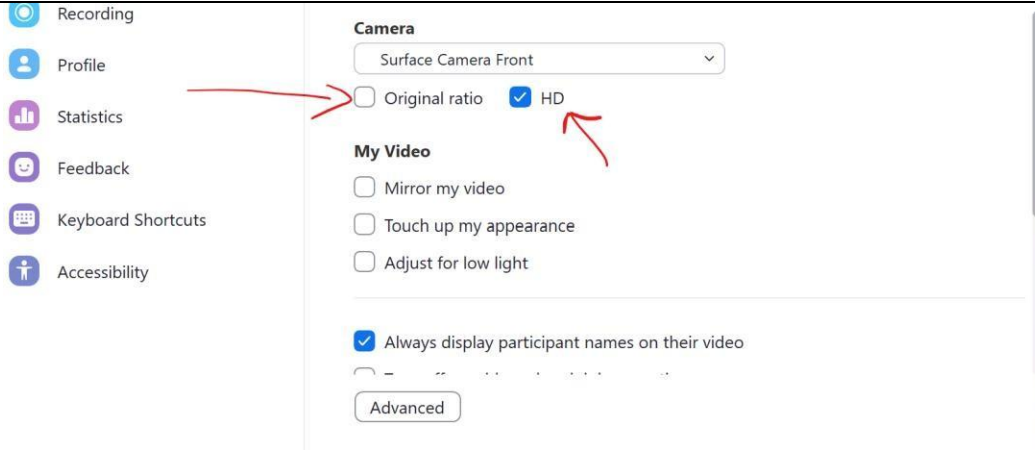 Recording
Profile
Statistics
Feedback
Keyboard Shortcuts
Accessibility
Camera
Surface Camera Front
Original ratio HD
My Video
Mirror my video
Touch up my appearance
Adjust for low light
Always display participant names on their video
Advanced